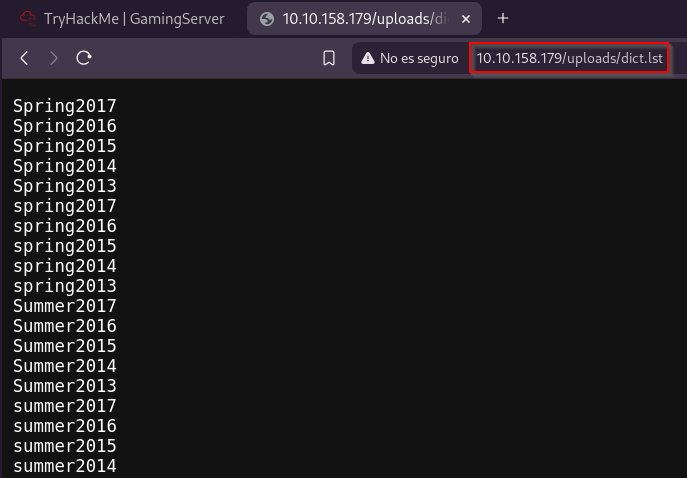 TryHackMe | GamingServer
10.10.158.179/uploads/di
No es seguro
10.10.158.179/uploads/dict.lst
Spring2017
Spring2016
Spring2015
Spring2014
Spring2013
spring2017
spring2016
spring2015
spring2014
spring2013
Summer2017
Summer2016
Summer2015
Summer2014
Summer2013
summer2017
summer2016
summer2015
summer2014